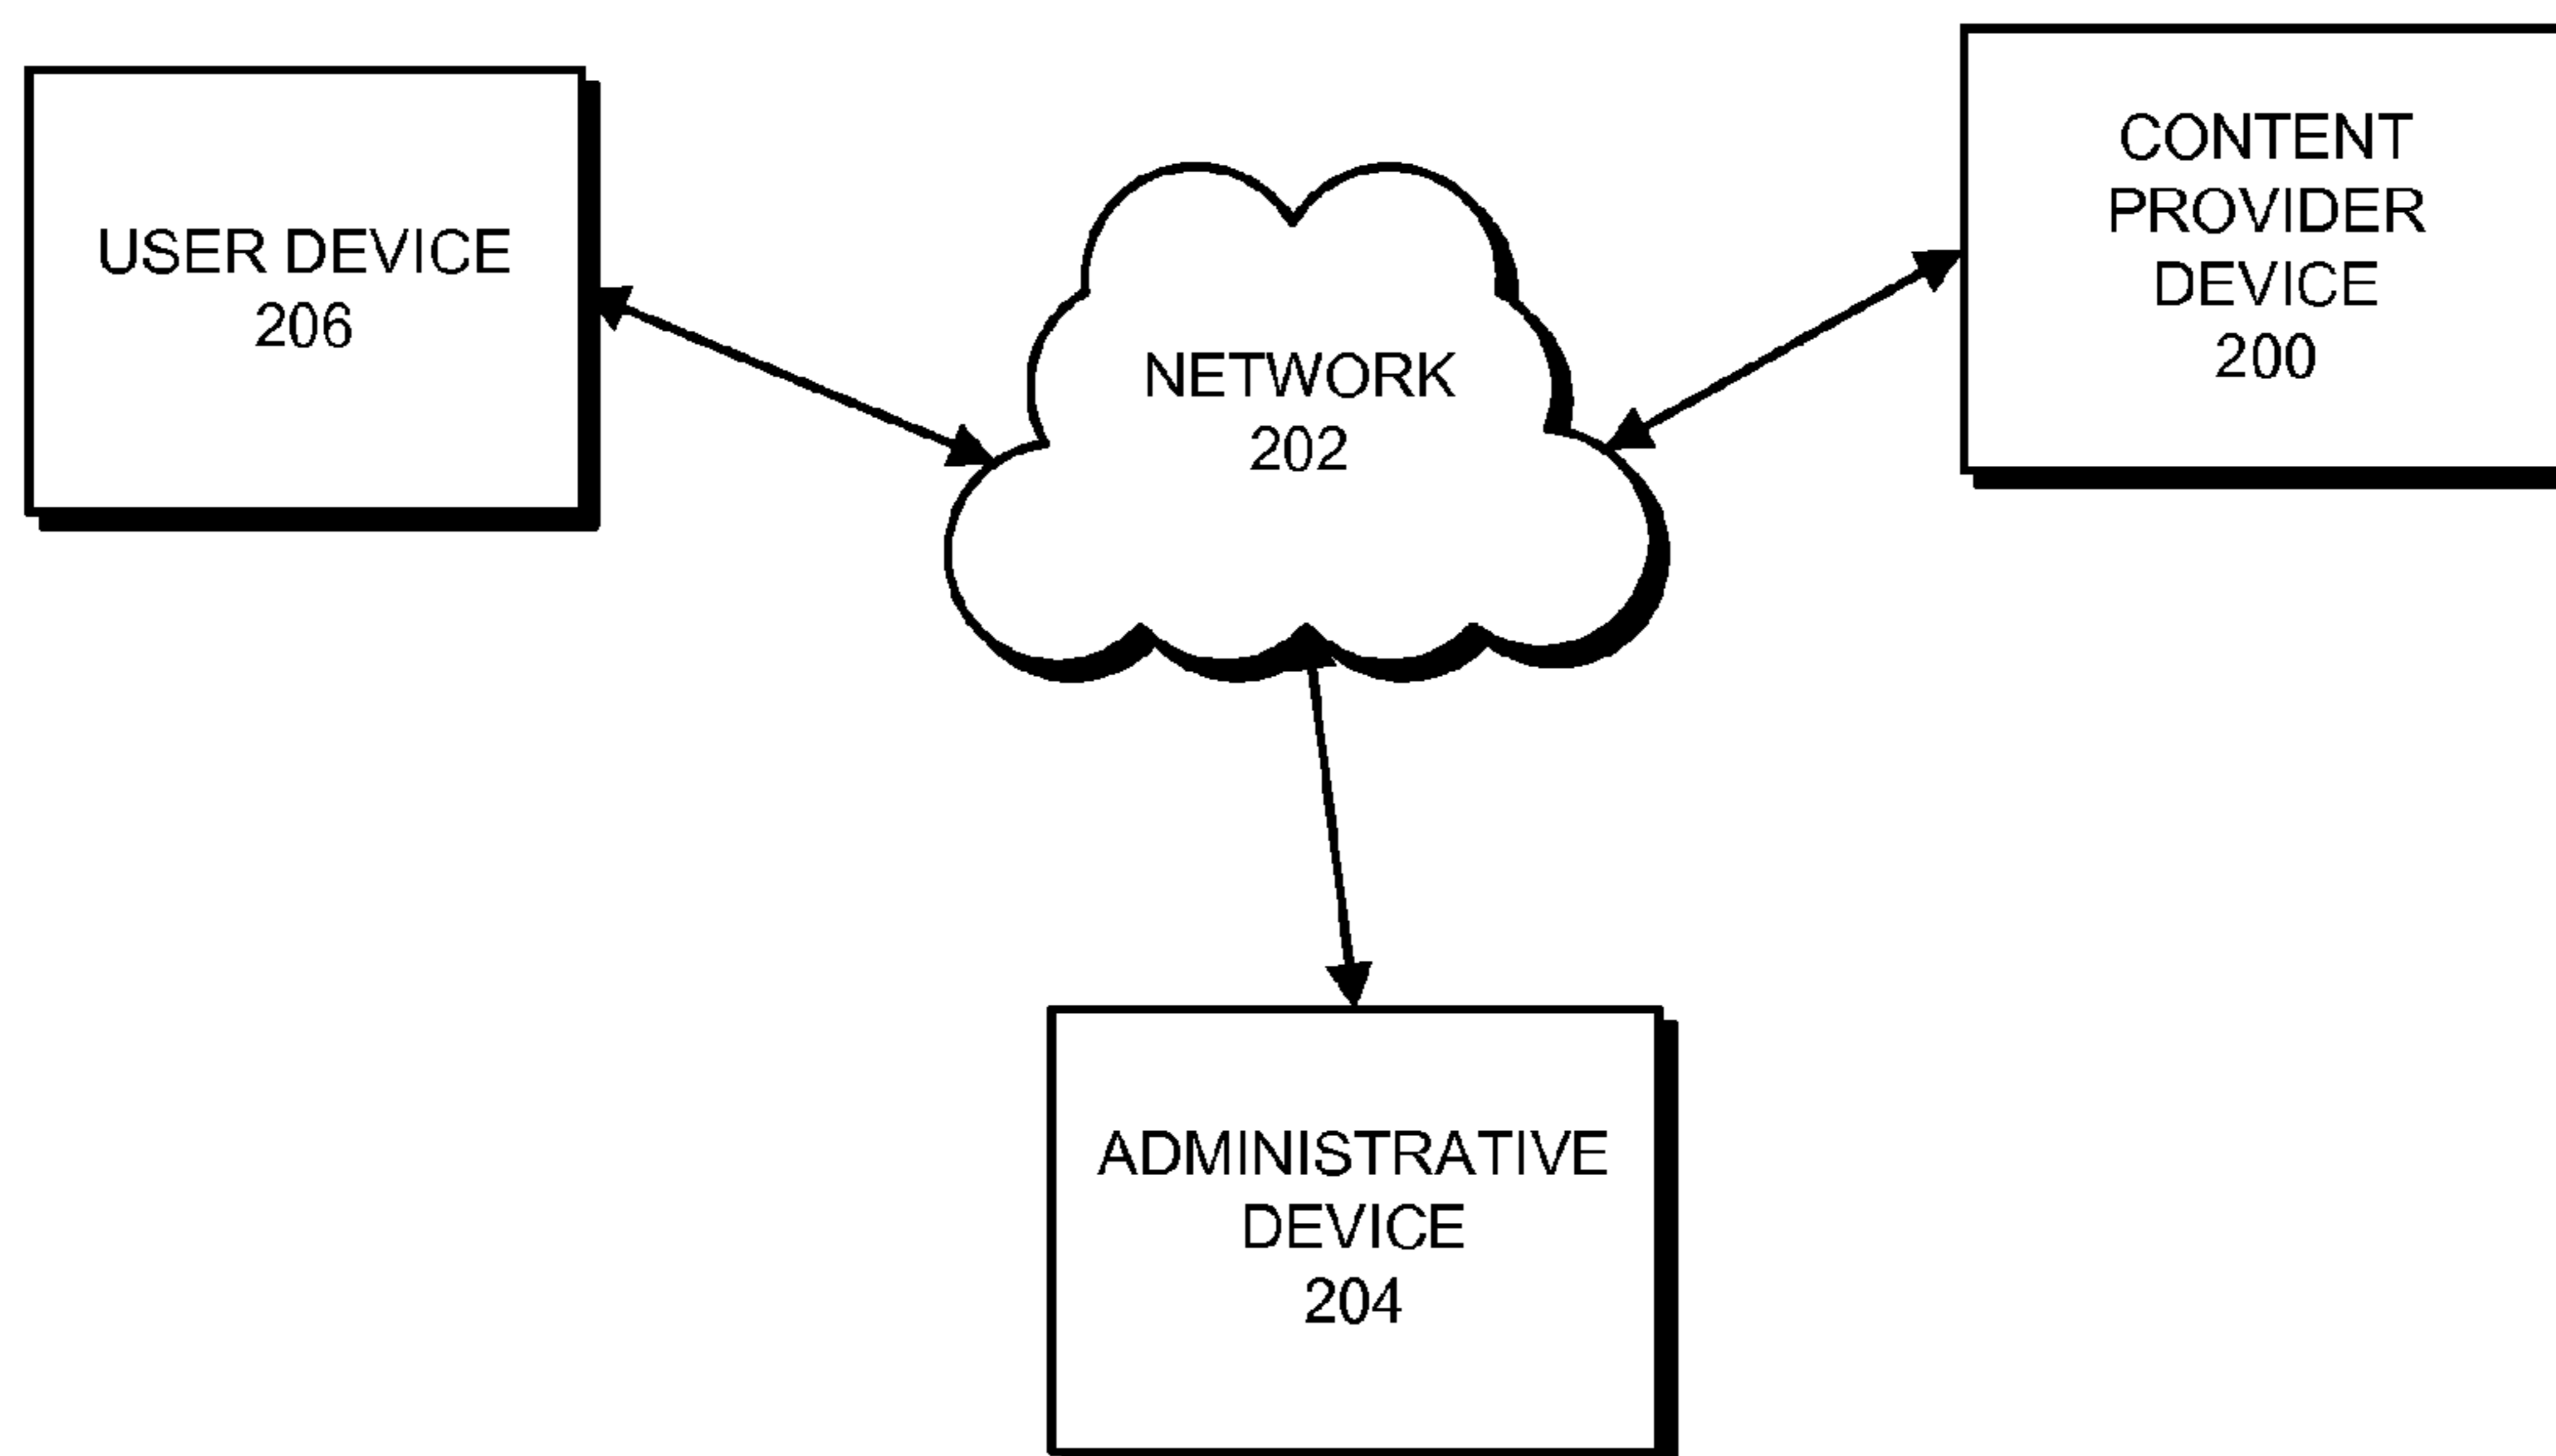 USER DEVICE
206
NETWORK
202
CONTENT
PROVIDER
DEVICE
200
ADMINISTRATIVE
DEVICE
204